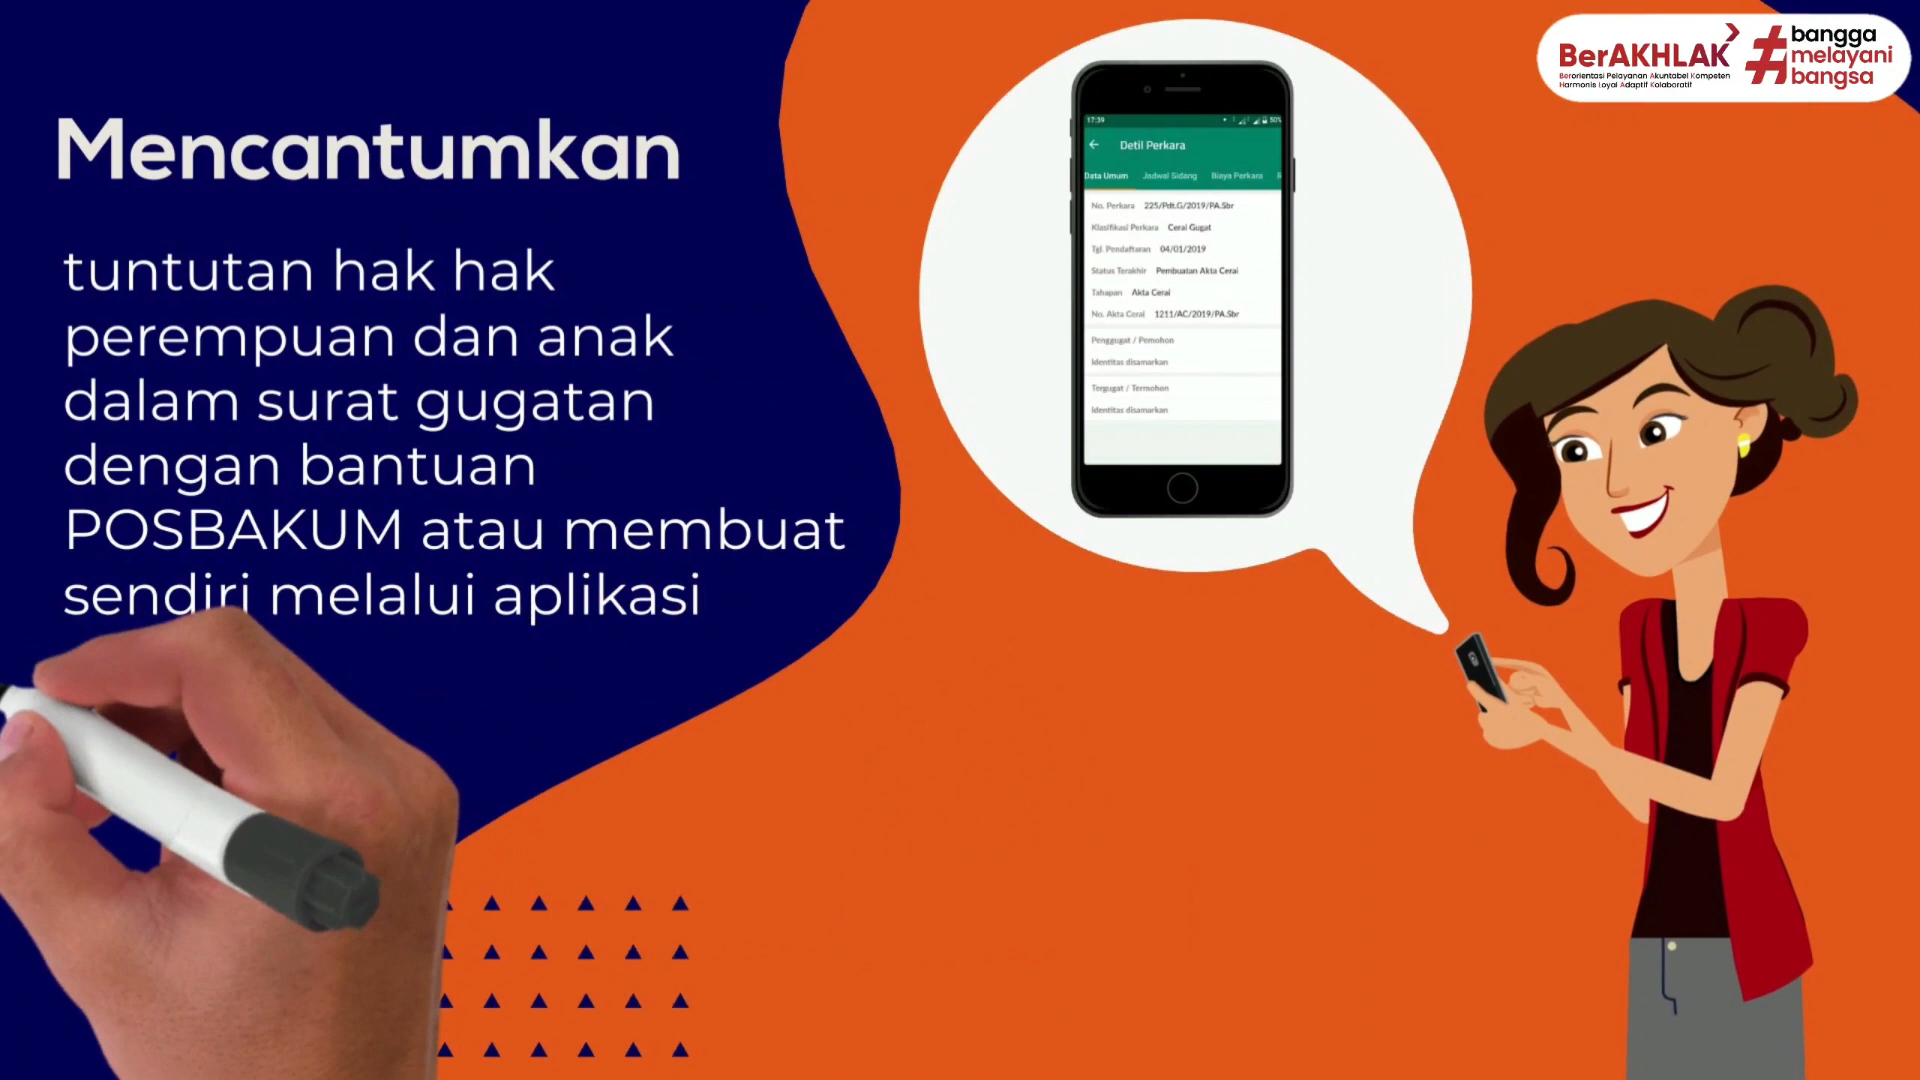 Mencantumkan
tuntutan hak hak
perempuan dan anak
dalam surat gugatan
dengan bantuan
POSBAKUM atau membuat
sendiri melalui aplikasi
17:39
50%
Detil Perkara
Data Umum Jadwal Sidang Biaya Perkara R
No. Perkara 225/Pdt.G/2019/PA.Sbr
Klasifikasi Perkara Cerai Gugat
Tgl. Pendaftaran 04/01/2019
Status Terakhir Pembuatan Akta Cerai
Tahapan Akta Cerai
No. Akta Cerai 1211/AC/2019/PA.Sbr
Penggugat / Pemohon
Identitas disamarkan
Tergugat / Termohon
Identitas disamarkan
BerAKHLAK
Berorientasi Pelayanan Akuntabel Kompeten
Harmonis Loyal Adaptif Kolaboratif
#bangga
melayani
bangsa